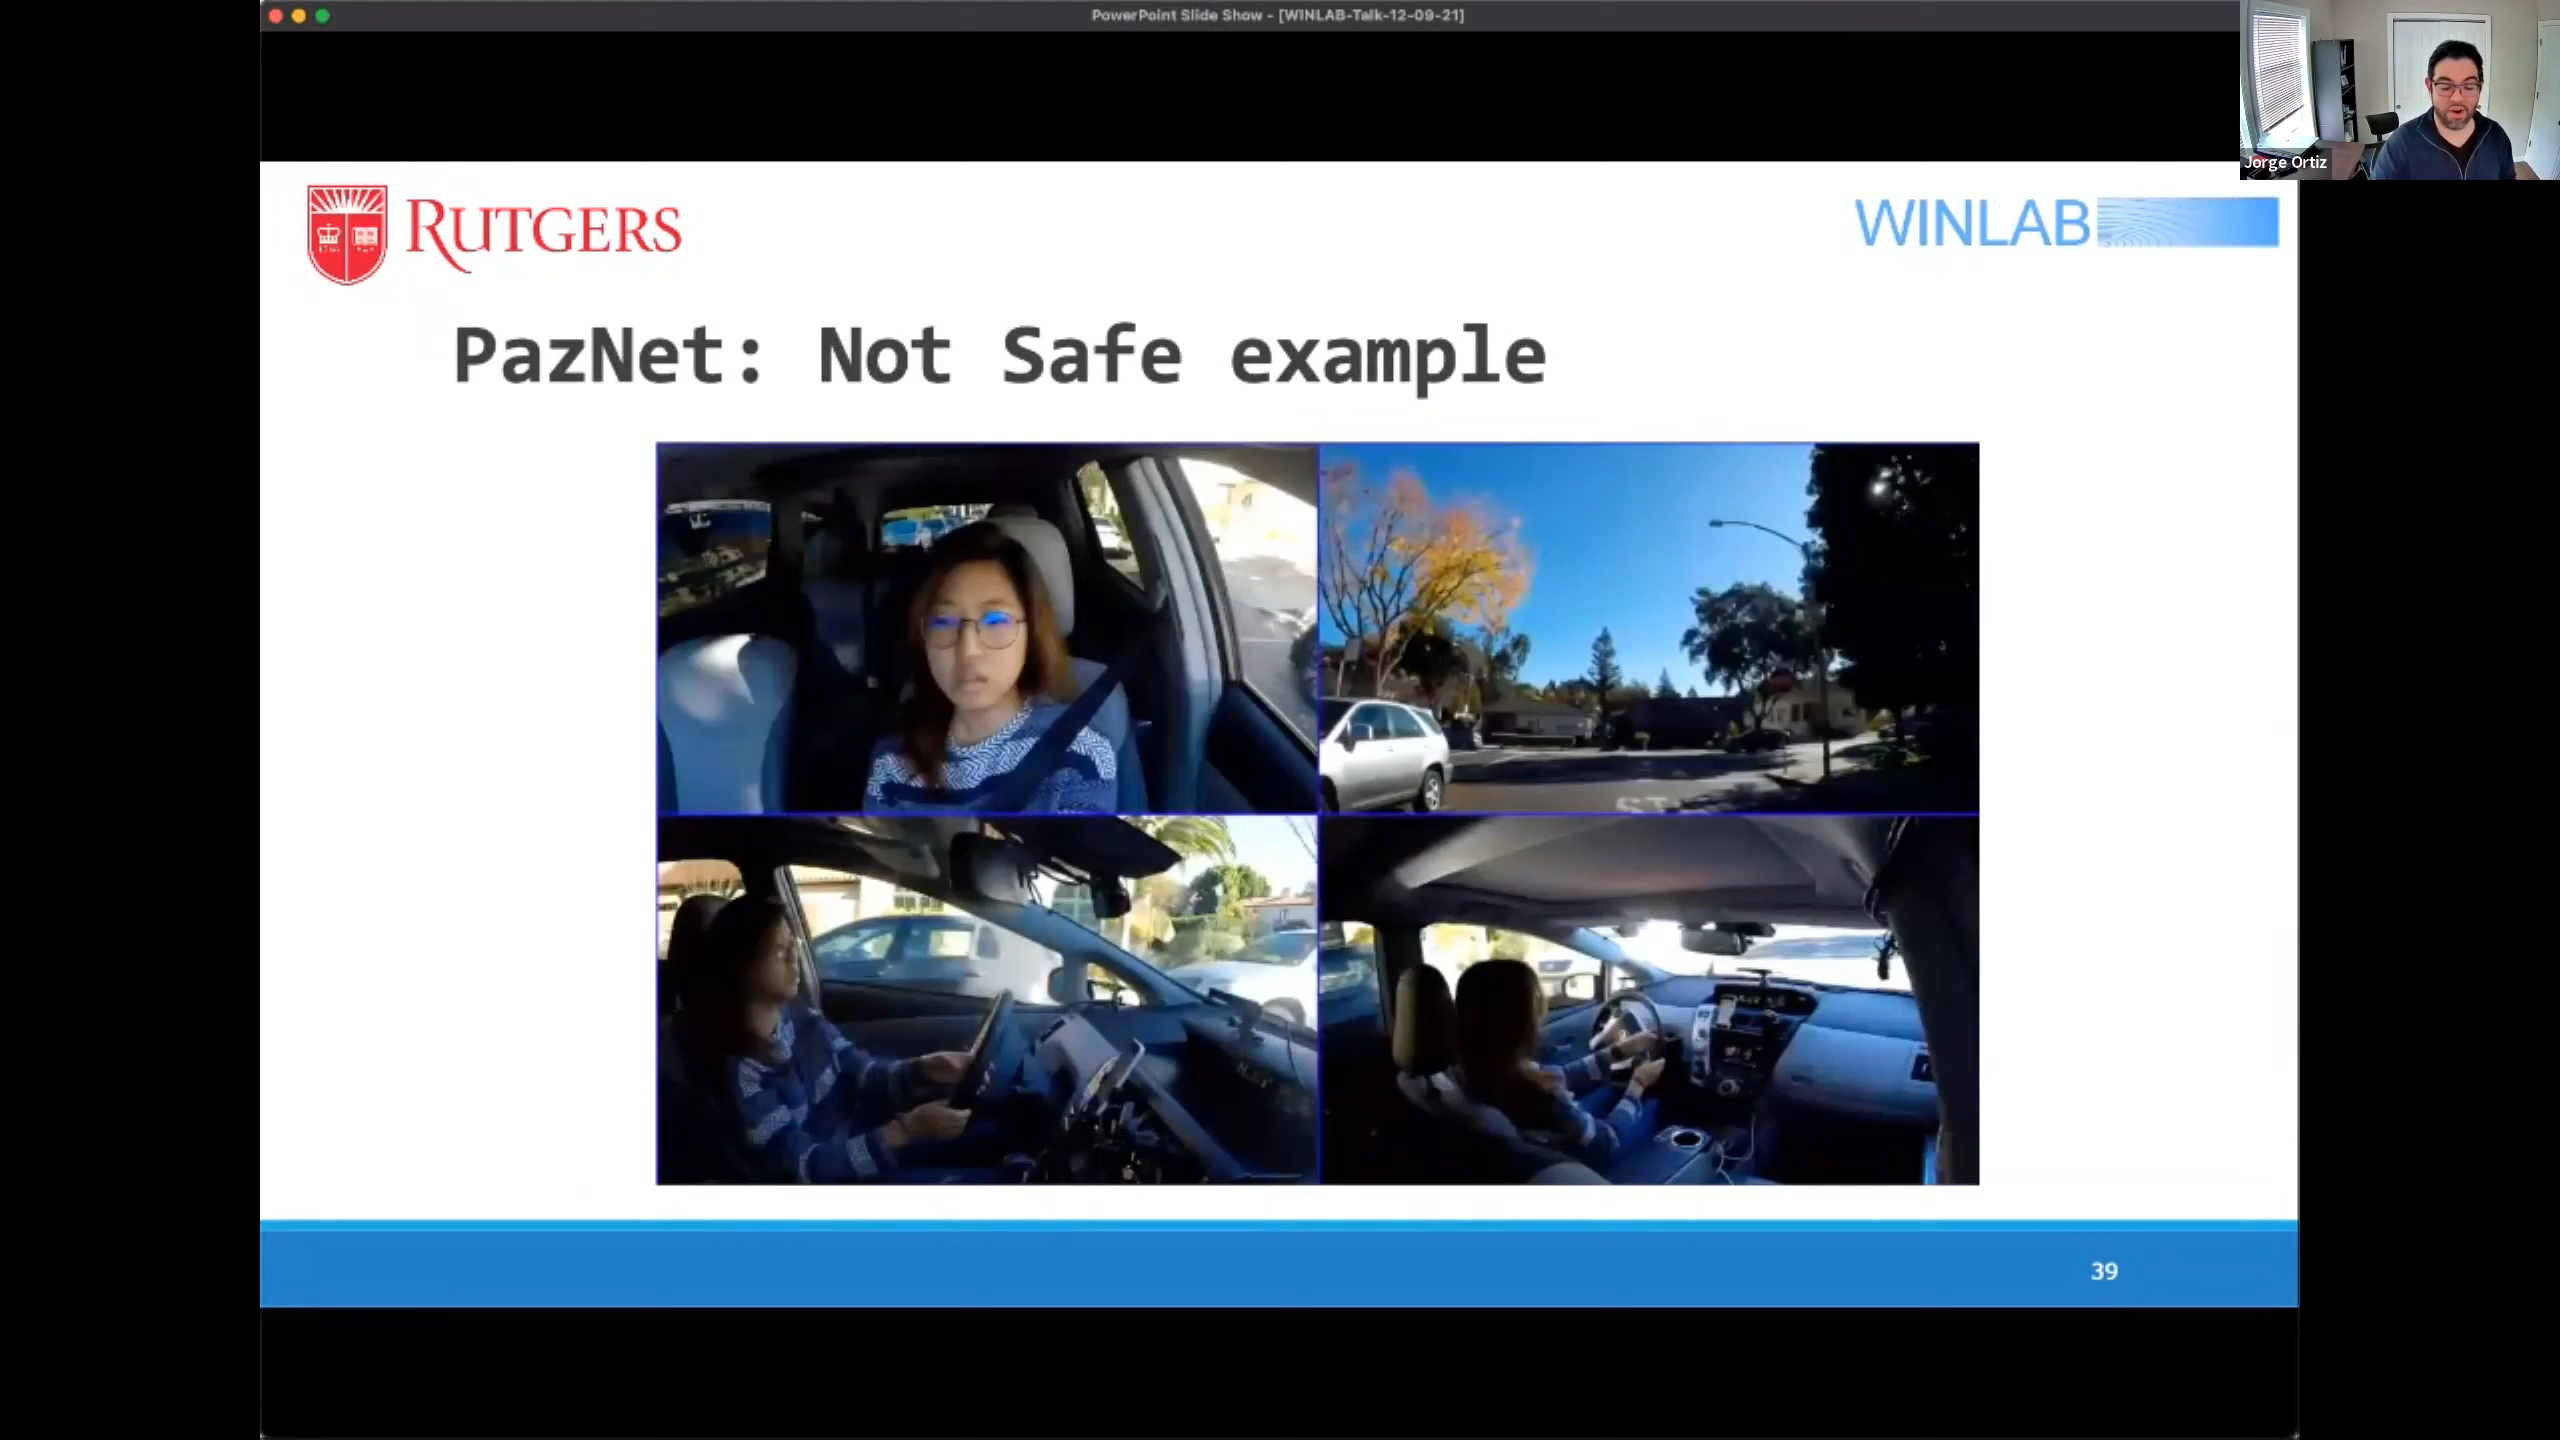 PowerPoint Slide Show - [WINLAB-Talk-12-09-21]
Jorge Ortiz
RUTGERS
WINLAB
PazNet: Not Safe example
39